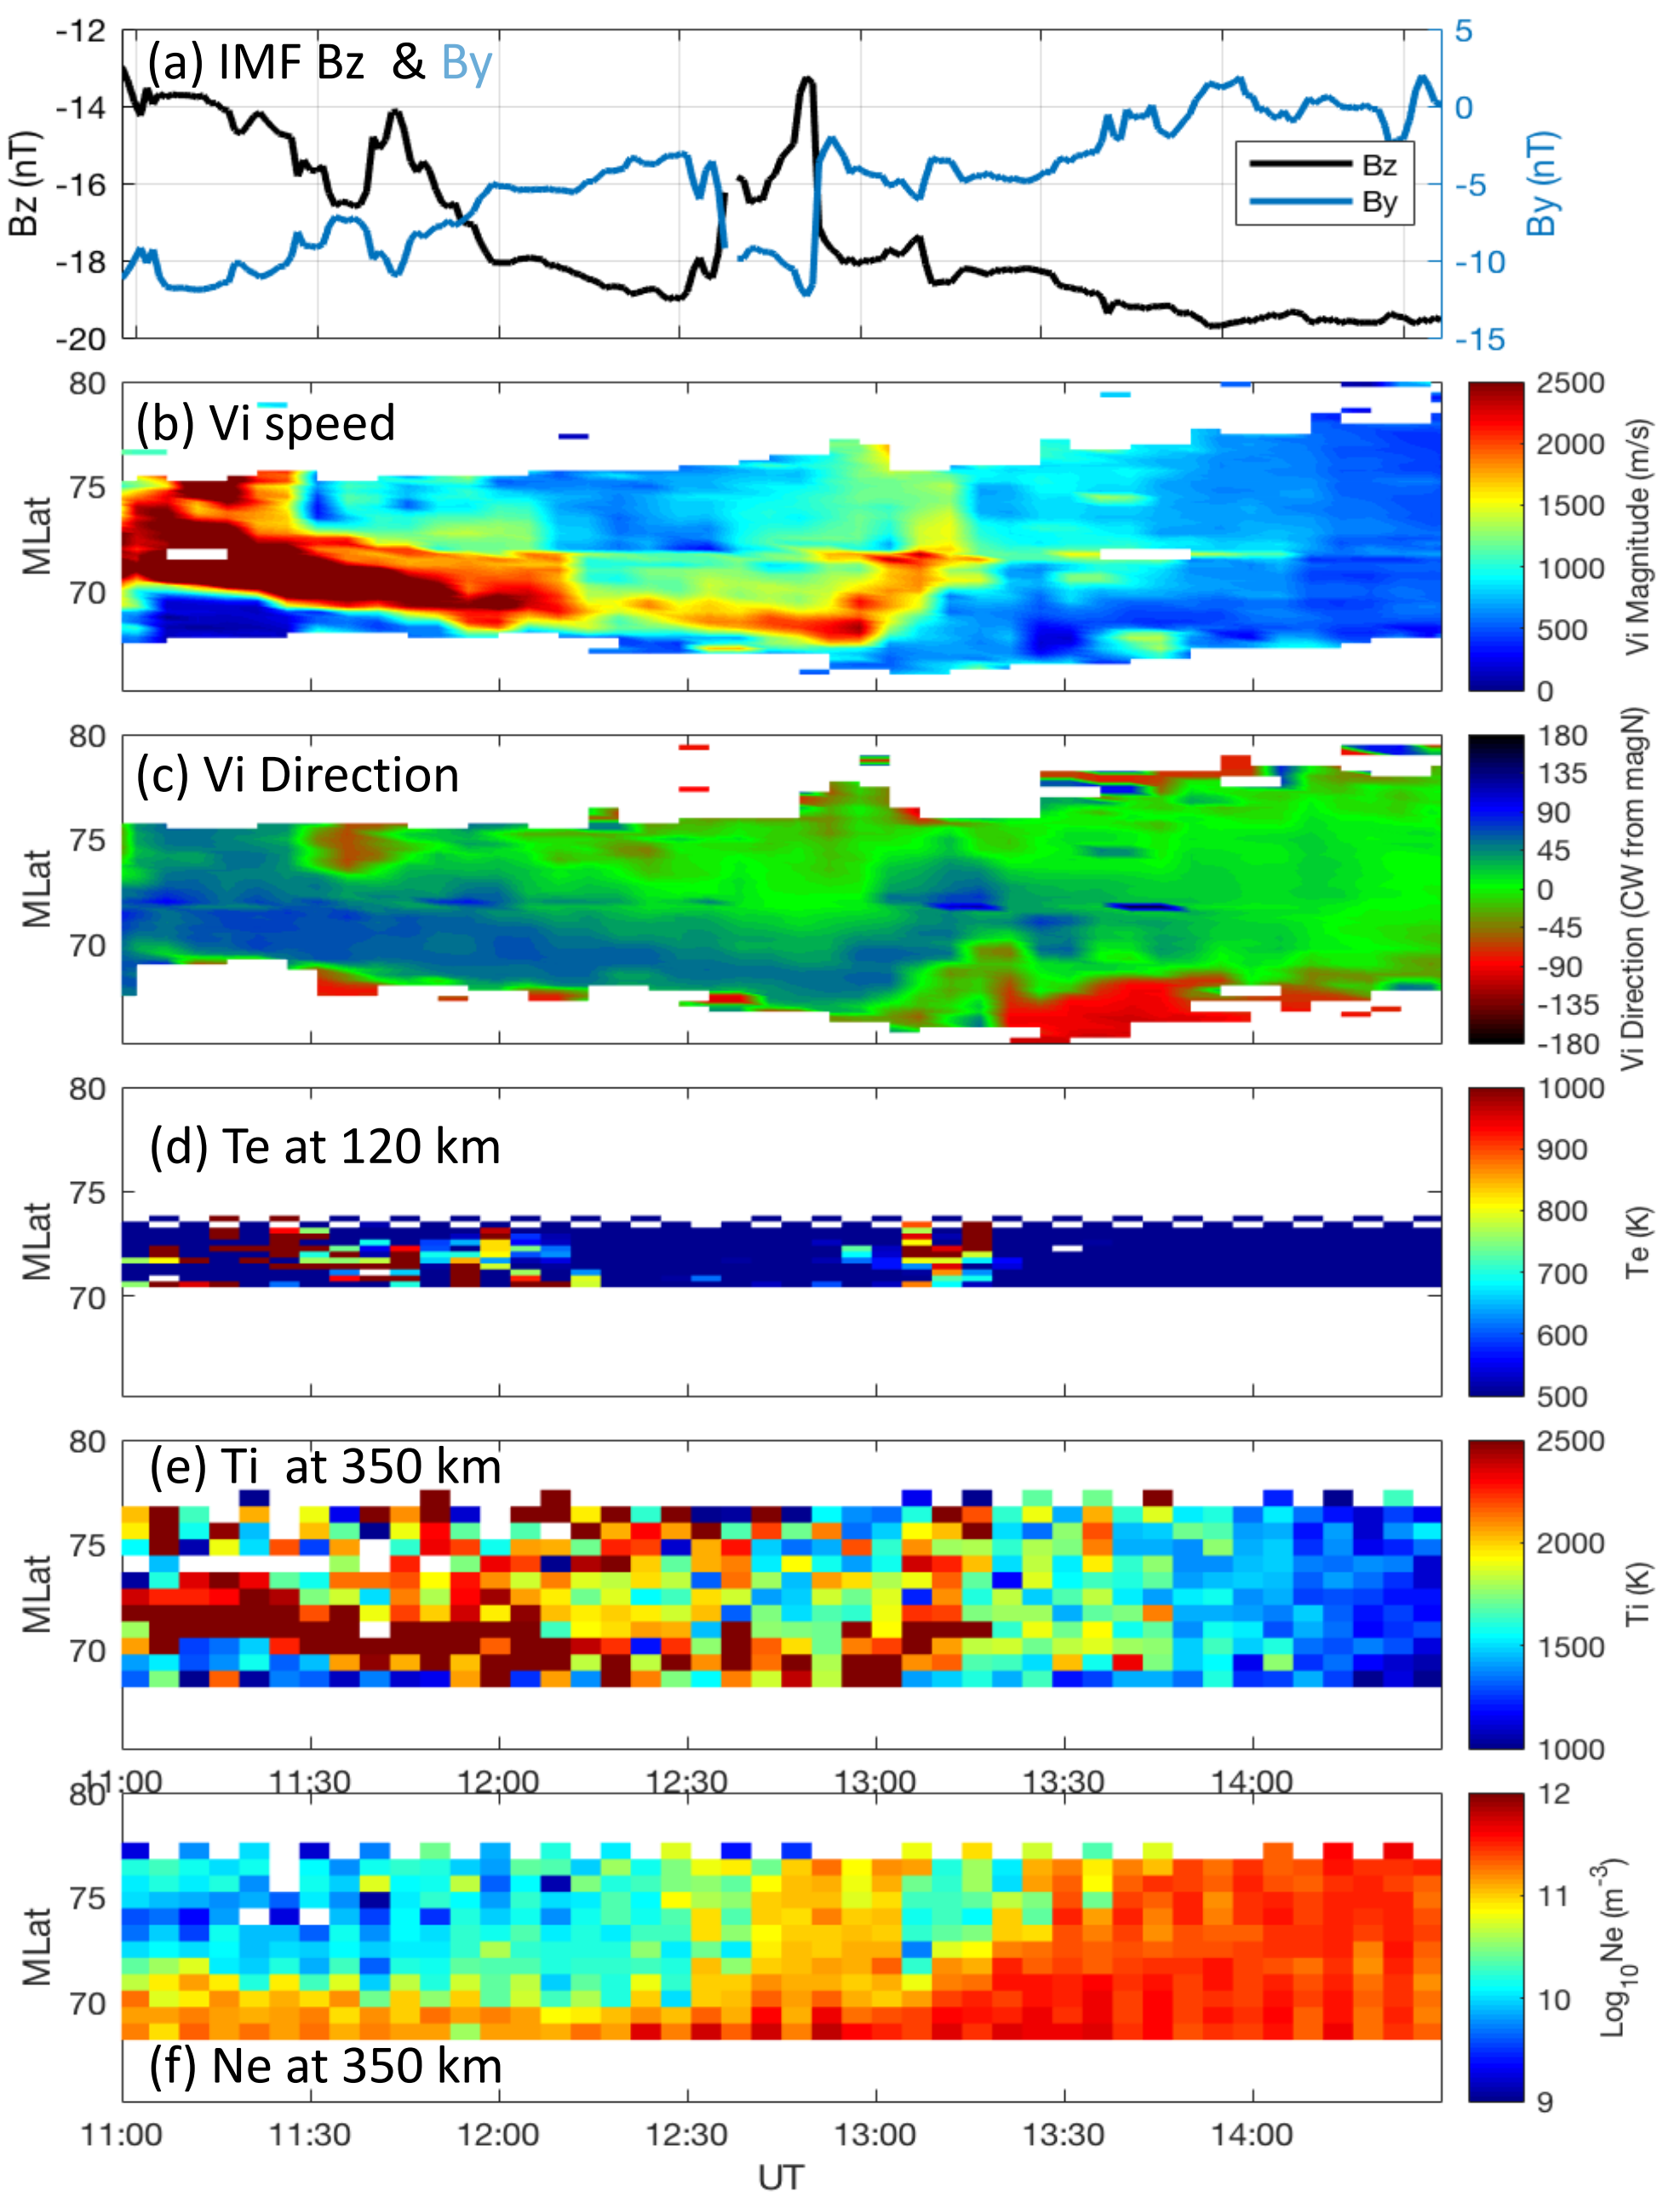 (a) IMF Bz & By
-12
-14
-16
-18
-20
Bz (nT)
5
0
-5
-10
-15
By (nT)
Bz
By
(b) Vi speed
80
75
70
MLat
2500
2000
1500
1000
500
0
Vi Magnitude (m/s)
(c) Vi Direction
80
75
70
MLat
180
135
90
45
0
-45
-90
-135
-180
Vi Direction (CW from magN)
(d) Te at 120 km
80
75
70
MLat
1000
900
800
700
600
500
Te (K)
(e) Ti at 350 km
80
75
70
MLat
2500
2000
1500
1000
Ti (K)
11:00 11:30 12:00 12:30 13:00 13:30 14:00
80
75
70
MLat
12
11
10
9
Log10Ne (m-3)
(f) Ne at 350 km
11:00 11:30 12:00 12:30 13:00 13:30 14:00
UT